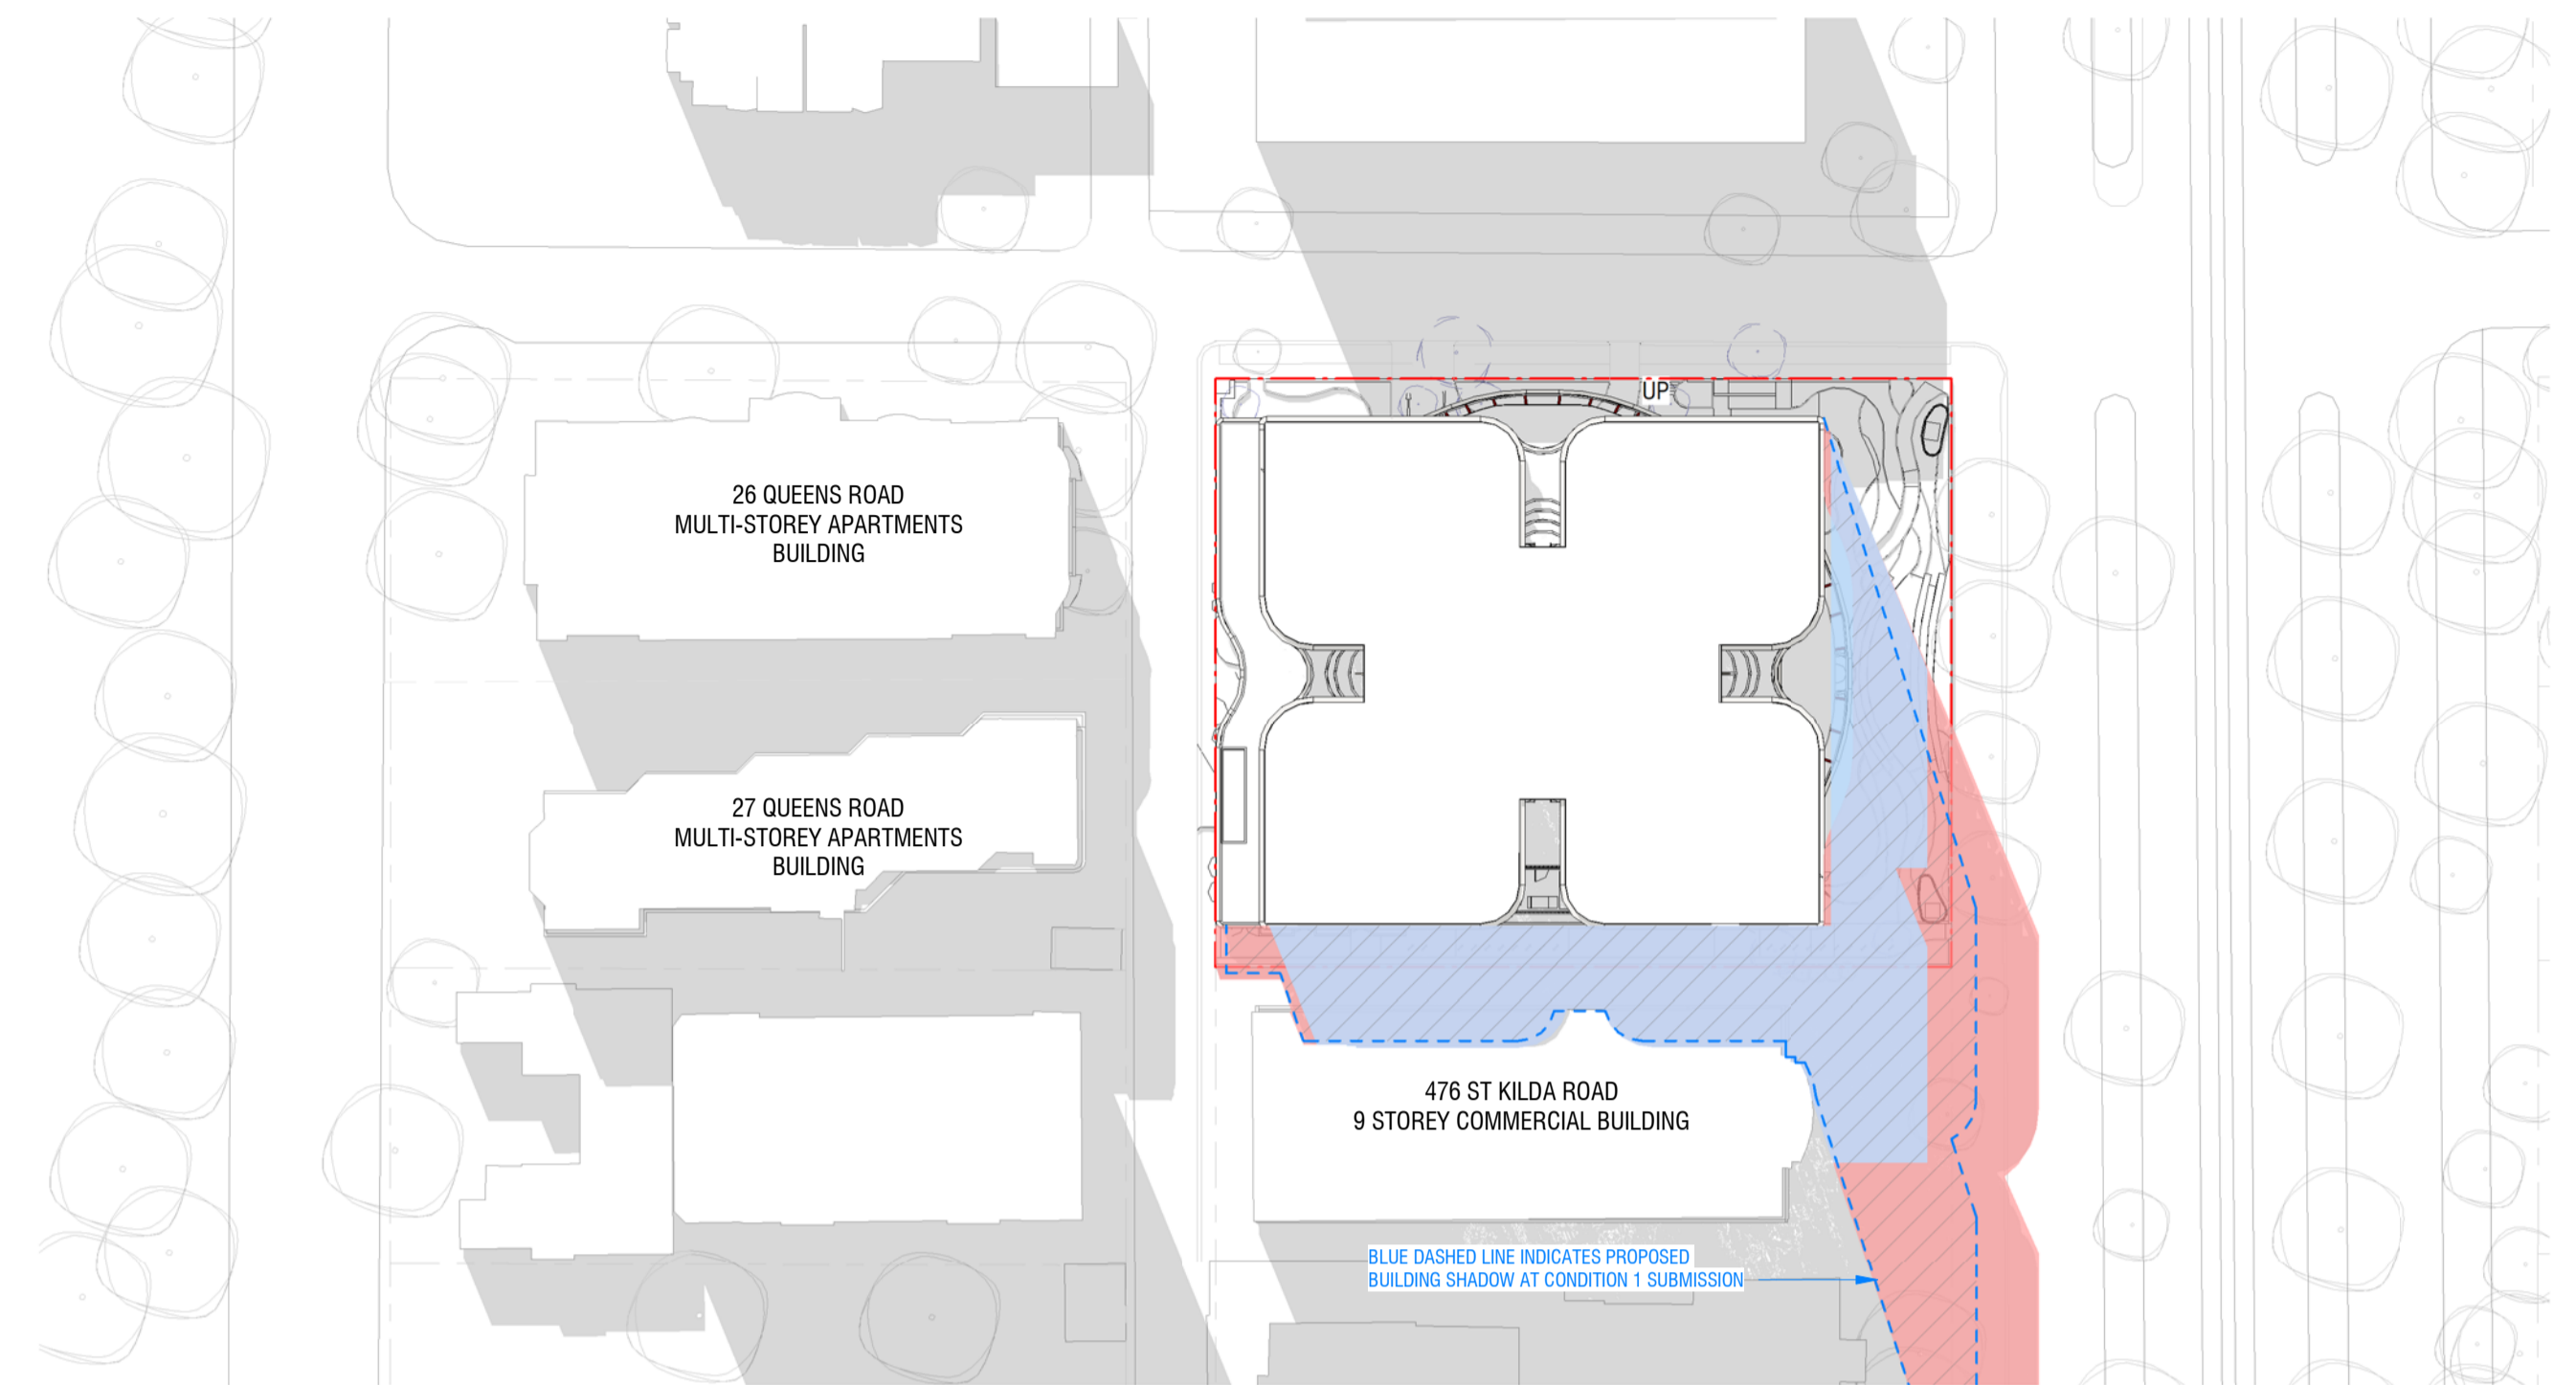 UP
26 QUEENS ROAD
MULTI-STOREY APARTMENTS
BUILDING
27 QUEENS ROAD
MULTI-STOREY APARTMENTS
BUILDING
476 ST KILDA ROAD
9 STOREY COMMERCIAL BUILDING
BLUE DASHED LINE INDICATES PROPOSED
BUILDING SHADOW AT CONDITION 1 SUBMISSION